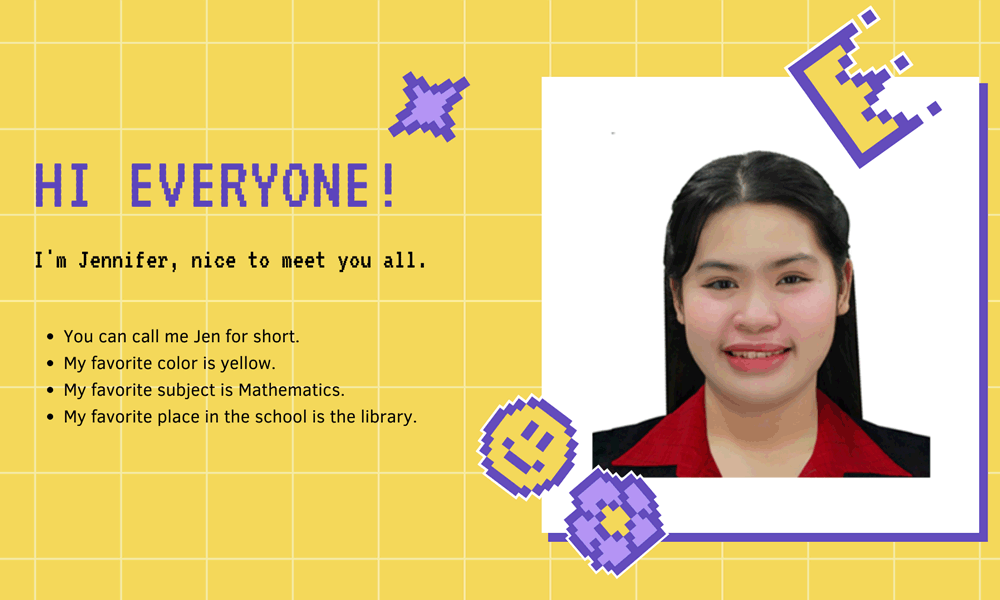 HI EVERYONE!
I'm Jennifer, nice to meet you all.
• You can call me Jen for short.
• My favorite color is yellow.
• My favorite subject is Mathematics.
• My favorite place in the school is the library.